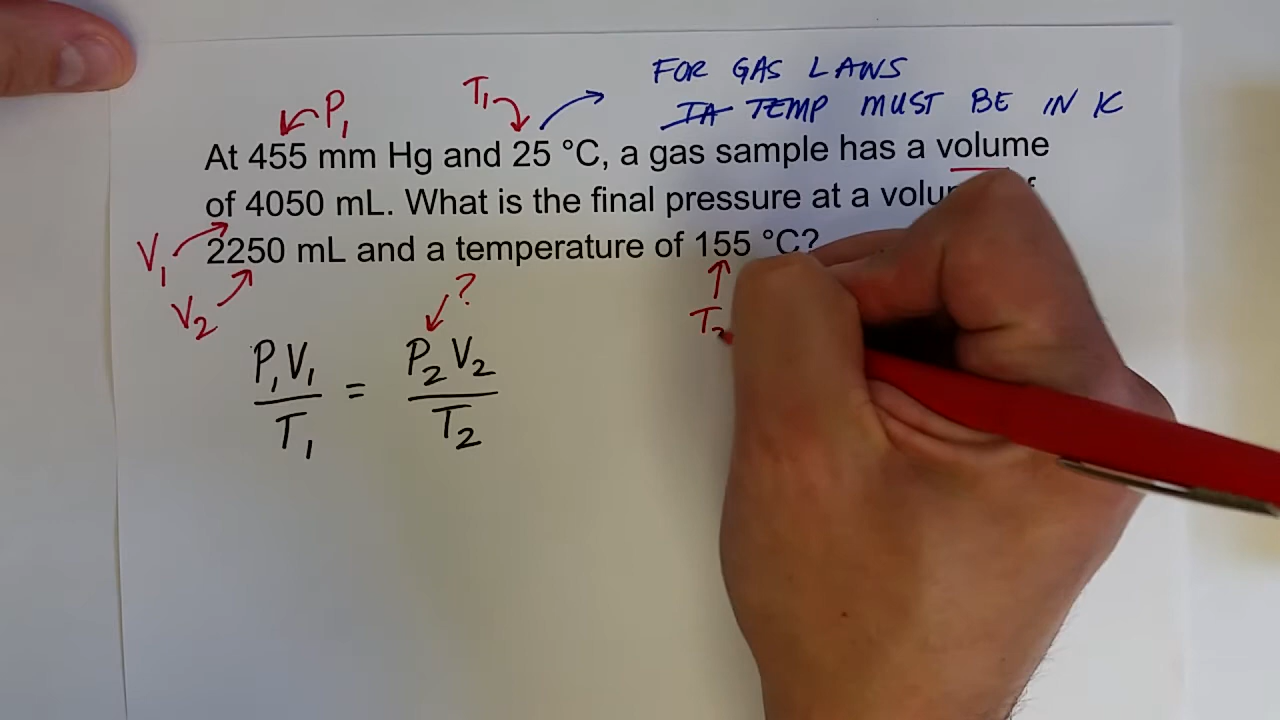 FOR GAS LAWS
P₁ T₁ IA TEMP MUST BE IN K
At 455 mm Hg and 25 °C, a gas sample has a volume
of 4050 mL. What is the final pressure at a
V₁ 2250 mL and a temperature of 155 °C?
V₂ ? T₂
P₁V₁ = P₂V₂
T₁ T₂